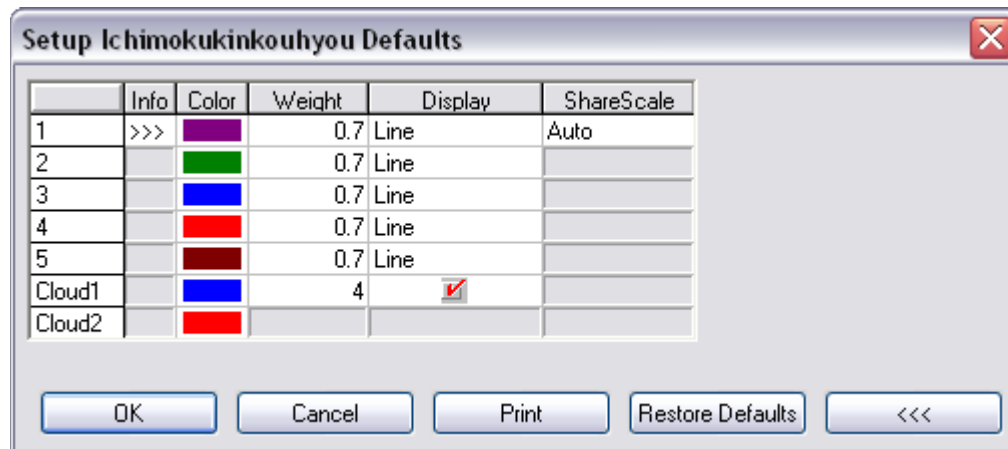 Setup Ichimokukinkouhyou Defaults
Info Color Weight Display ShareScale
1 >>> 0.7 Line Auto
2 0.7 Line
3 0.7 Line
4 0.7 Line
5 0.7 Line
Cloud1 4
Cloud2
OK Cancel Print Restore Defaults <<<